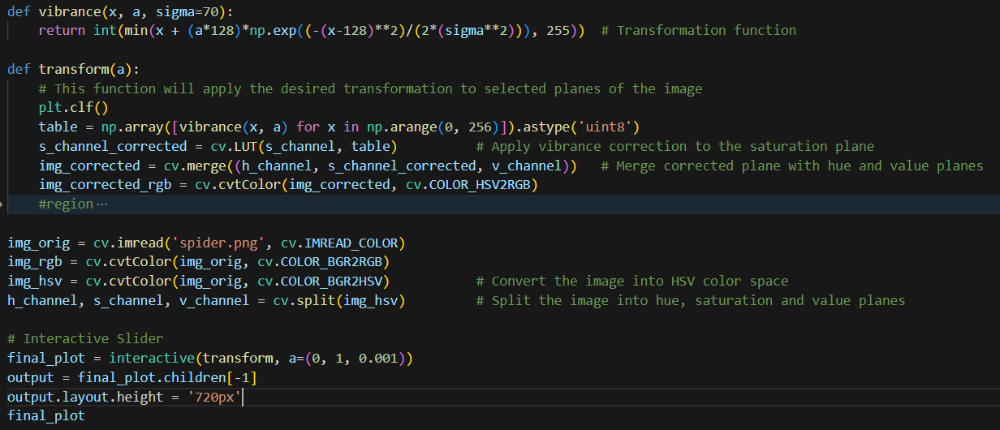 def vibrance(x, a, sigma=70):
    return int(min(x + (a*128)*np.exp((-(x-128)**2)/(2*(sigma**2))), 255))  # Transformation function

def transform(a):
    # This function will apply the desired transformation to selected planes of the image
    plt.clf()
    table = np.array([vibrance(x, a) for x in np.arange(0, 256)]).astype('uint8')
    s_channel_corrected = cv.LUT(s_channel, table)          # Apply vibrance correction to the saturation plane
    img_corrected = cv.merge((h_channel, s_channel_corrected, v_channel))   # Merge corrected plane with hue and value planes
    img_corrected_rgb = cv.cvtColor(img_corrected, cv.COLOR_HSV2RGB)
    #region ···

img_orig = cv.imread('spider.png', cv.IMREAD_COLOR)
img_rgb = cv.cvtColor(img_orig, cv.COLOR_BGR2RGB)
img_hsv = cv.cvtColor(img_orig, cv.COLOR_BGR2HSV)           # Convert the image into HSV color space
h_channel, s_channel, v_channel = cv.split(img_hsv)         # Split the image into hue, saturation and value planes

# Interactive Slider
final_plot = interactive(transform, a=(0, 1, 0.001))
output = final_plot.children[-1]
output.layout.height = '720px'
final_plot